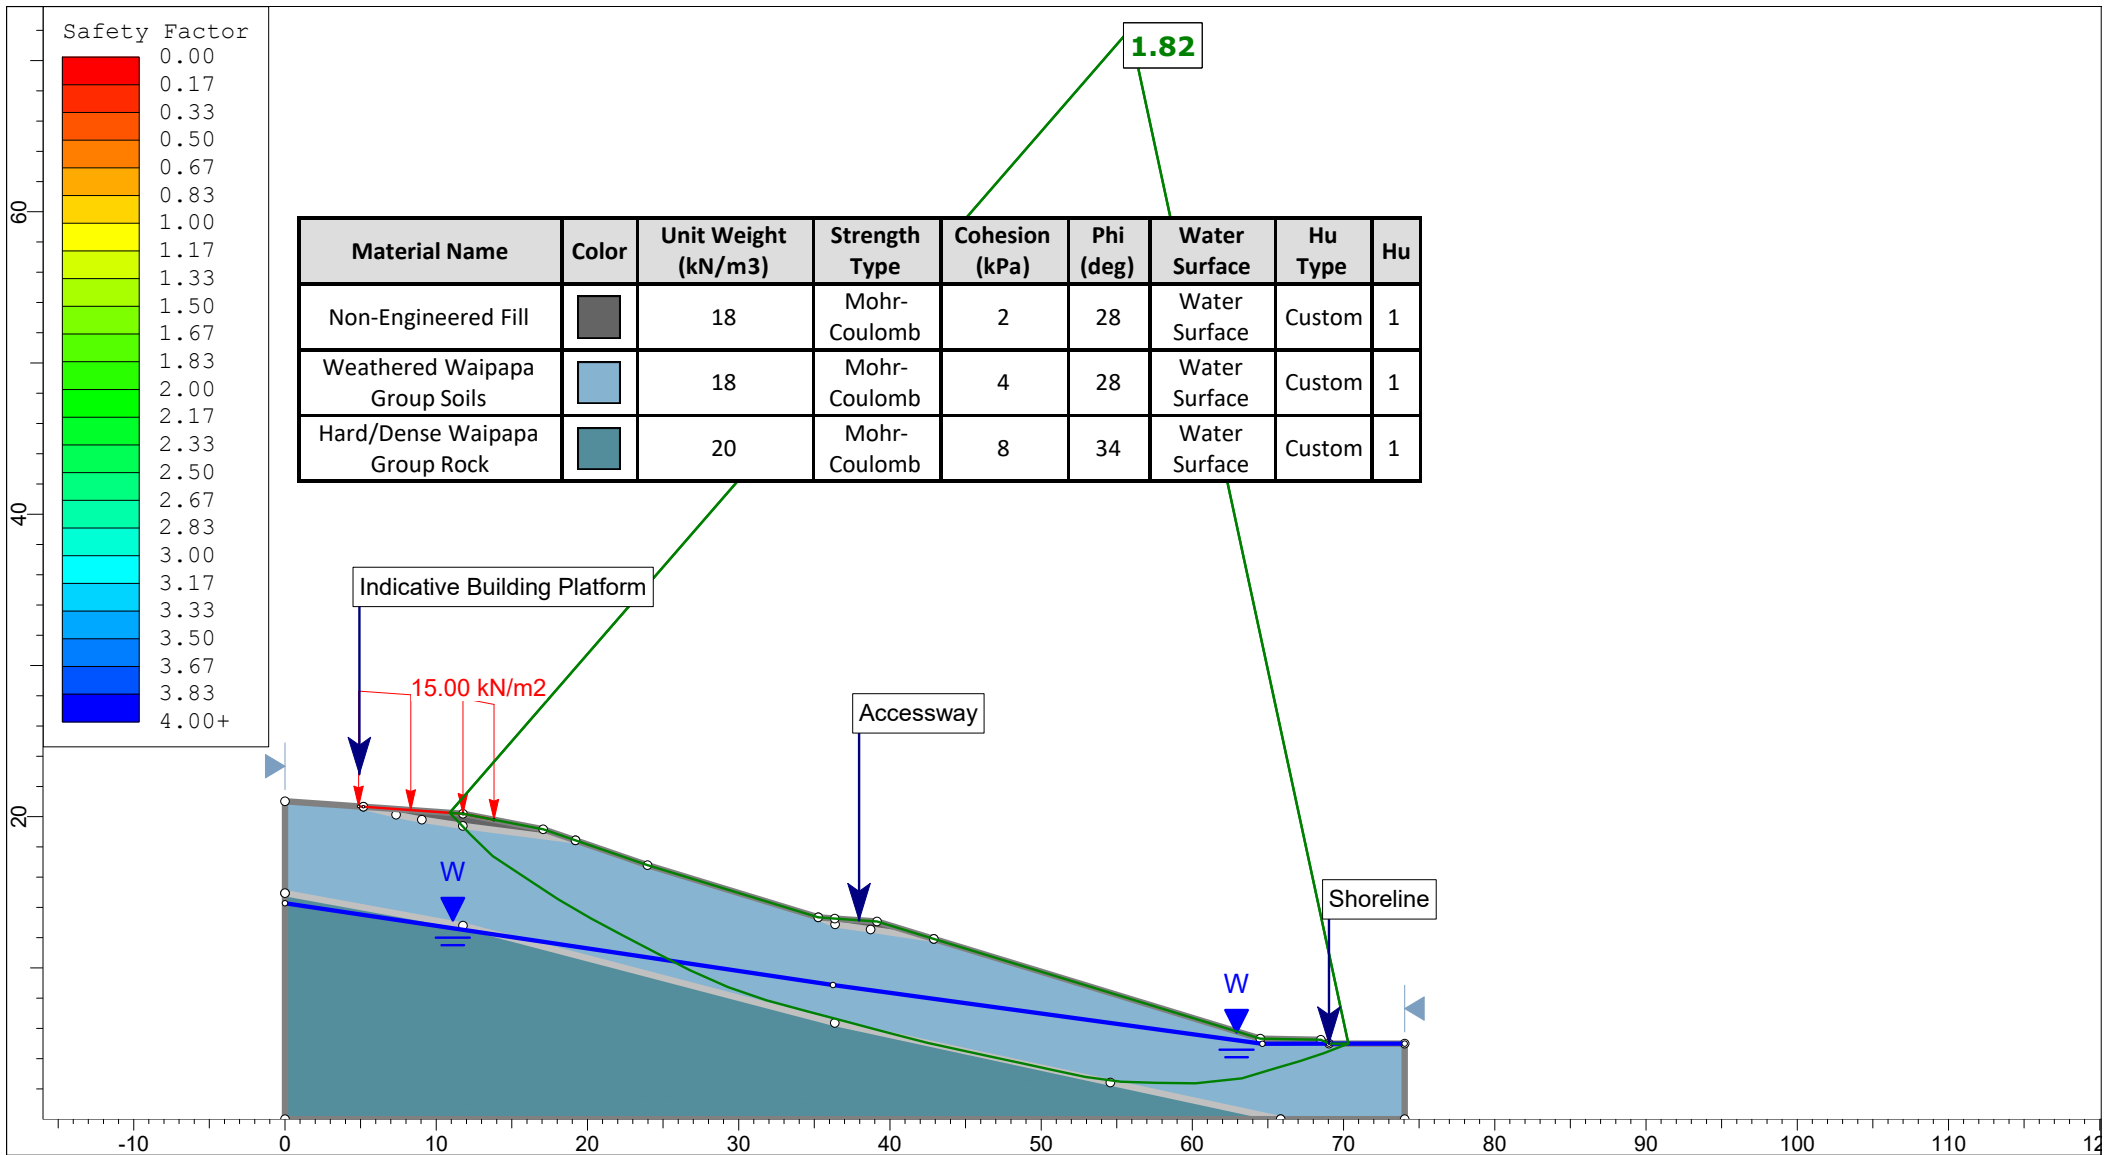 Safety Factor
0.00
0.17
0.33
0.50
0.67
0.83
1.00
1.17
1.33
1.50
1.67
1.83
2.00
2.17
2.33
2.50
2.67
2.83
3.00
3.17
3.33
3.50
3.67
3.83
4.00+
1.82
Material Name Color Unit Weight (kN/m3) Strength Type Cohesion (kPa) Phi (deg) Water Surface Hu Type Hu
Non-Engineered Fill 18 Mohr-Coulomb 2 28 Water Surface Custom 1
Weathered Waipapa Group Soils 18 Mohr-Coulomb 4 28 Water Surface Custom 1
Hard/Dense Waipapa Group Rock 20 Mohr-Coulomb 8 34 Water Surface Custom 1
Indicative Building Platform
15.00 kN/m2
Accessway
Shoreline
W
W
60
40
20
-10 0 10 20 30 40 50 60 70 80 90 100 110 12